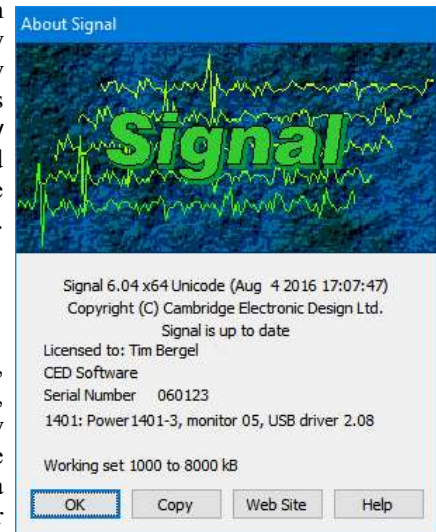 About Signal
Signal
Signal 6.04 x64 Unicode (Aug 4 2016 17:07:47)
Copyright (C) Cambridge Electronic Design Ltd.
Signal is up to date
Licensed to: Tim Bergel
CED Software
Serial Number 060123
1401: Power1401-3, monitor 05, USB driver 2.08
Working set 1000 to 8000 kB
OK Copy Web Site Help